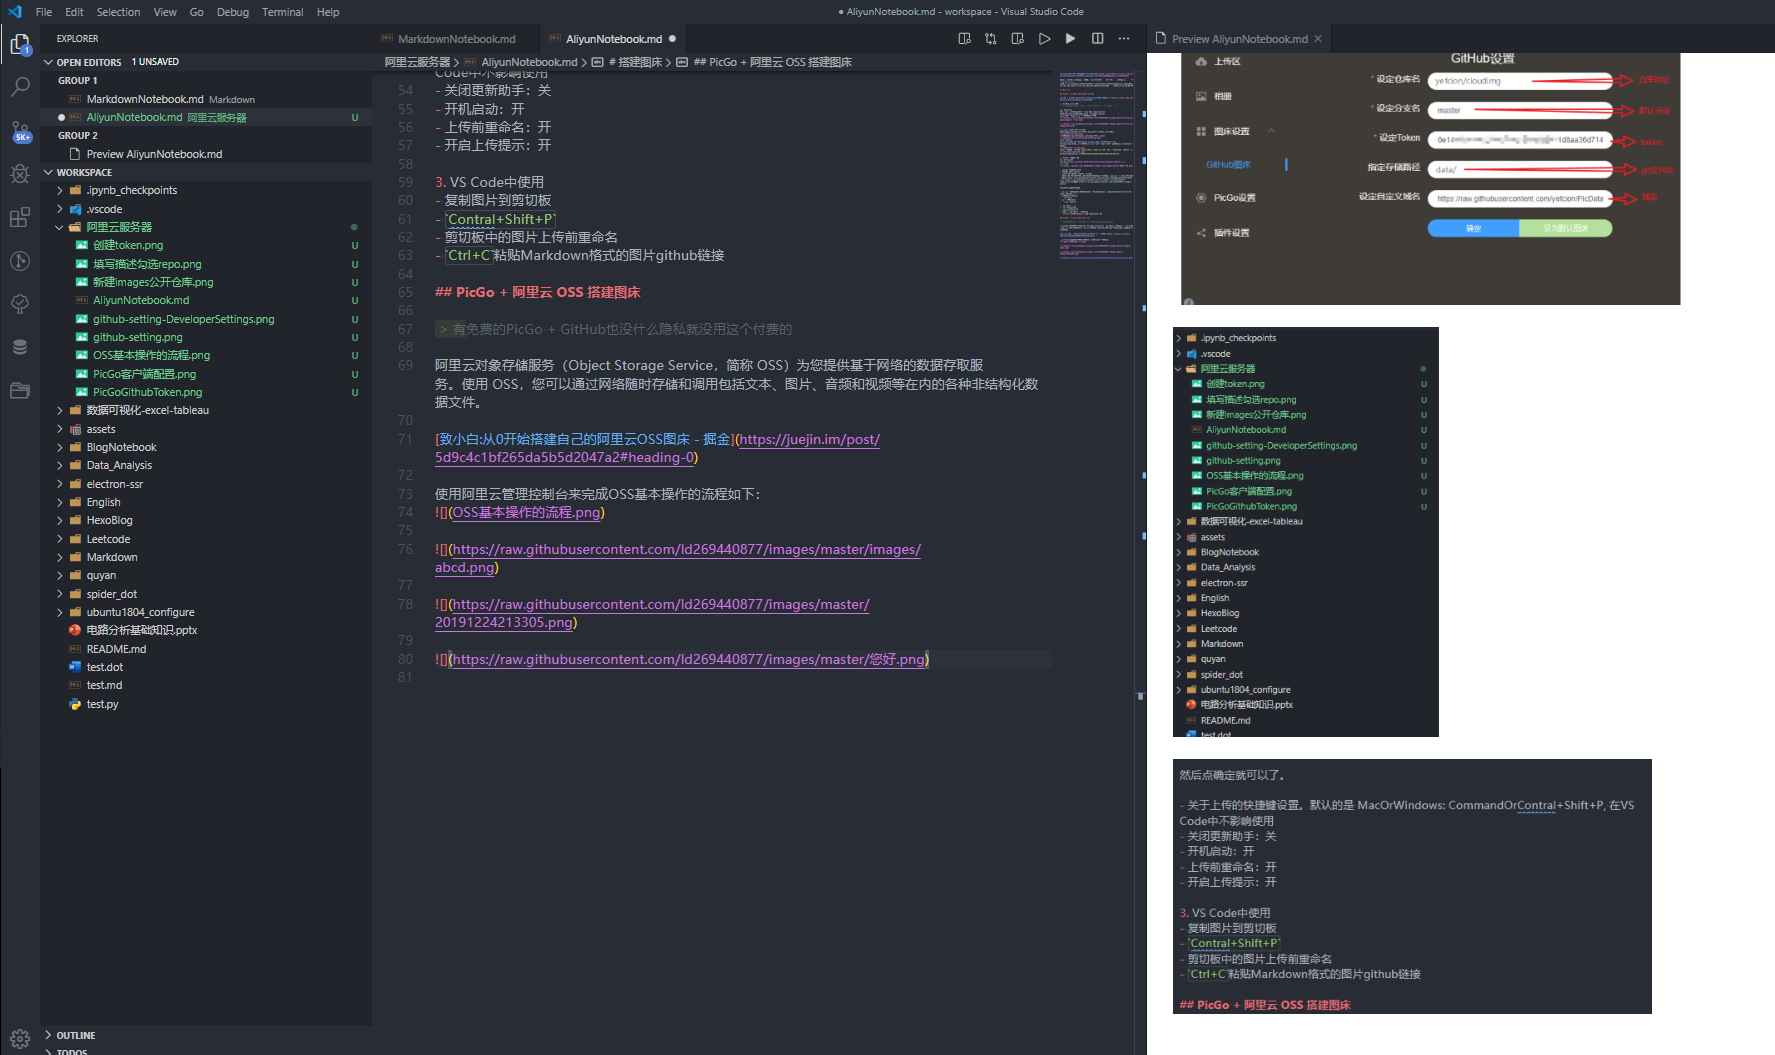 File Edit Selection View Go Debug Terminal Help
● AliyunNotebook.md - workspace - Visual Studio Code
EXPLORER
OPEN EDITORS 1 UNSAVED
GROUP 1
MarkdownNotebook.md Markdown
AliyunNotebook.md 阿里云服务器 U
GROUP 2
Preview AliyunNotebook.md
WORKSPACE
.ipynb_checkpoints
.vscode
阿里云服务器
创建token.png U
填写描述勾选repo.png U
新建images公开仓库.png U
AliyunNotebook.md U
github-setting-DeveloperSettings.png U
github-setting.png U
OSS基本操作的流程.png U
PicGo客户端配置.png U
PicGoGithubToken.png U
数据可视化-excel-tableau
assets
BlogNotebook
Data_Analysis
electron-ssr
English
HexoBlog
Leetcode
Markdown
quyan
spider_dot
ubuntu1804_configure
电路分析基础知识.pptx
README.md
test.dot
test.md
test.py
OUTLINE
TODOS
1
5K+
MarkdownNotebook.md
AliyunNotebook.md ●
阿里云服务器 > AliyunNotebook.md > # 搭建图床 > ## PicGo + 阿里云 OSS 搭建图床
Code中不影响使用
54 - 关闭更新助手：关
55 - 开机启动：开
56 - 上传前重命名：开
57 - 开启上传提示：开
58
59 3. VS Code中使用
60 - 复制图片到剪切板
61 - `Contral+Shift+P`
62 - 剪切板中的图片上传前重命名
63 - `Ctrl+C`粘贴Markdown格式的图片github链接
64
65 ## PicGo + 阿里云 OSS 搭建图床
66
67 > 有免费的PicGo + GitHub也没什么隐私就没用这个付费的
68
69 阿里云对象存储服务（Object Storage Service，简称 OSS）为您提供基于网络的数据存取服
务。使用 OSS，您可以通过网络随时存储和调用包括文本、图片、音频和视频等在内的各种非结构化数
据文件。
70
71 [致小白:从0开始搭建自己的阿里云OSS图床 - 掘金](https://juejin.im/post/
5d9c4c1bf265da5b5d2047a2#heading-0)
72
73 使用阿里云管理控制台来完成OSS基本操作的流程如下：
74 ![](OSS基本操作的流程.png)
75
76 ![](https://raw.githubusercontent.com/ld269440877/images/master/images/
abcd.png)
77
78 ![](https://raw.githubusercontent.com/ld269440877/images/master/
20191224213305.png)
79
80 ![](https://raw.githubusercontent.com/ld269440877/images/master/您好.png)
81
Preview AliyunNotebook.md
上传区
相册
图床设置
GitHub图床
PicGo设置
插件设置
GitHub设置
* 设定仓库名 yefcion/cloudimg
* 设定分支名 master
* 设定Token 0e14 1d8aa36d714 token
指定存储路径 data/
设定自定义域名 https://raw.githubusercontent.com/yefcion/PicData
确定 设为默认图床
.ipynb_checkpoints
.vscode
阿里云服务器
创建token.png U
填写描述勾选repo.png U
新建images公开仓库.png U
AliyunNotebook.md U
github-setting-DeveloperSettings.png U
github-setting.png U
OSS基本操作的流程.png U
PicGo客户端配置.png U
PicGoGithubToken.png U
数据可视化-excel-tableau
assets
BlogNotebook
Data_Analysis
electron-ssr
English
HexoBlog
Leetcode
Markdown
quyan
spider_dot
ubuntu1804_configure
电路分析基础知识.pptx
README.md
test.dot
然后点确定就可以了。
- 关于上传的快捷键设置。默认的是 MacOrWindows: CommandOrContral+Shift+P, 在VS
Code中不影响使用
- 关闭更新助手：关
- 开机启动：开
- 上传前重命名：开
- 开启上传提示：开
3. VS Code中使用
- 复制图片到剪切板
- `Contral+Shift+P`
- 剪切板中的图片上传前重命名
- `Ctrl+C`粘贴Markdown格式的图片github链接
## PicGo + 阿里云 OSS 搭建图床